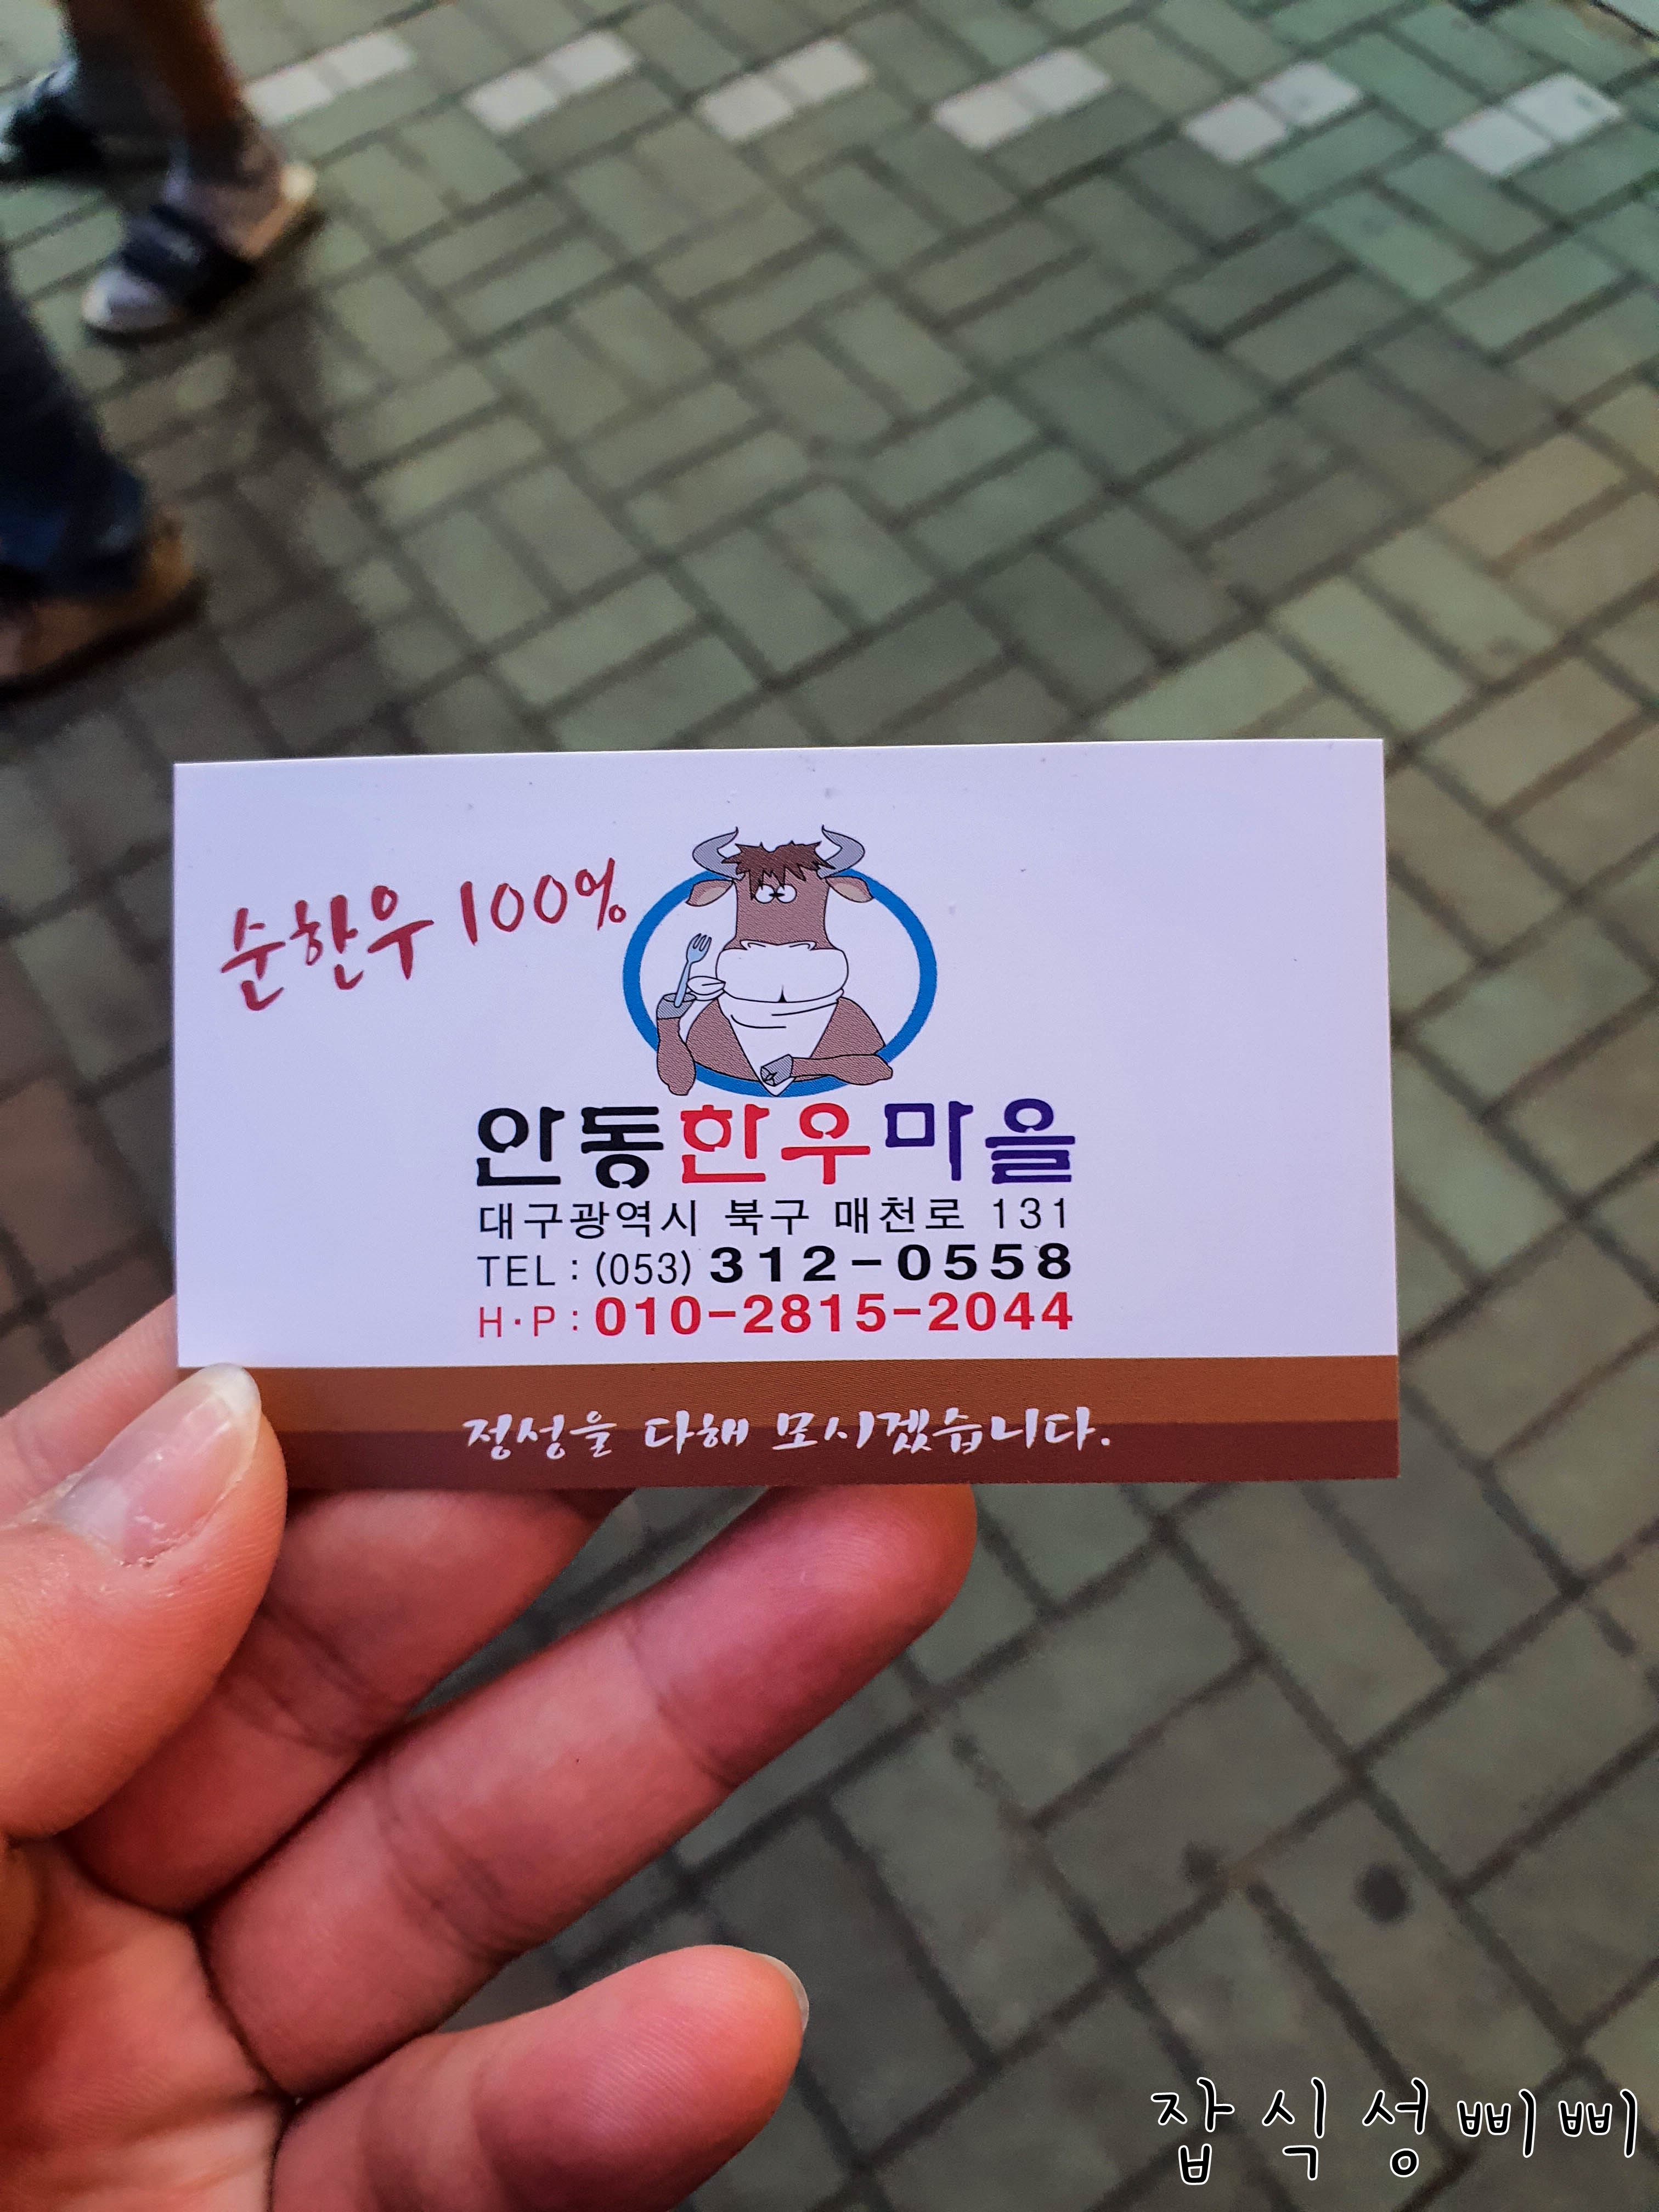 순한우 100%
안동한우마을
대구광역시 북구 매천로 131
TEL : (053) 312-0558
H·P : 010-2815-2044
정성을 다해 모시겠습니다.
잡식성삐삐